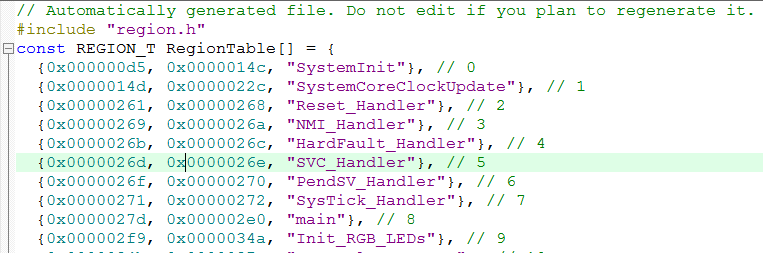 // Automatically generated file. Do not edit if you plan to regenerate it.
#include "region.h"
const REGION_T RegionTable[] = {
{0x000000d5, 0x0000014c, "SystemInit"}, // 0
{0x0000014d, 0x0000022c, "SystemCoreClockUpdate"}, // 1
{0x00000261, 0x00000268, "Reset_Handler"}, // 2
{0x00000269, 0x0000026a, "NMI_Handler"}, // 3
{0x0000026b, 0x0000026c, "HardFault_Handler"}, // 4
{0x0000026d, 0x0000026e, "SVC_Handler"}, // 5
{0x0000026f, 0x00000270, "PendSV_Handler"}, // 6
{0x00000271, 0x00000272, "SysTick_Handler"}, // 7
{0x0000027d, 0x000002e0, "main"}, // 8
{0x000002f9, 0x0000034a, "Init_RGB_LEDs"}, // 9